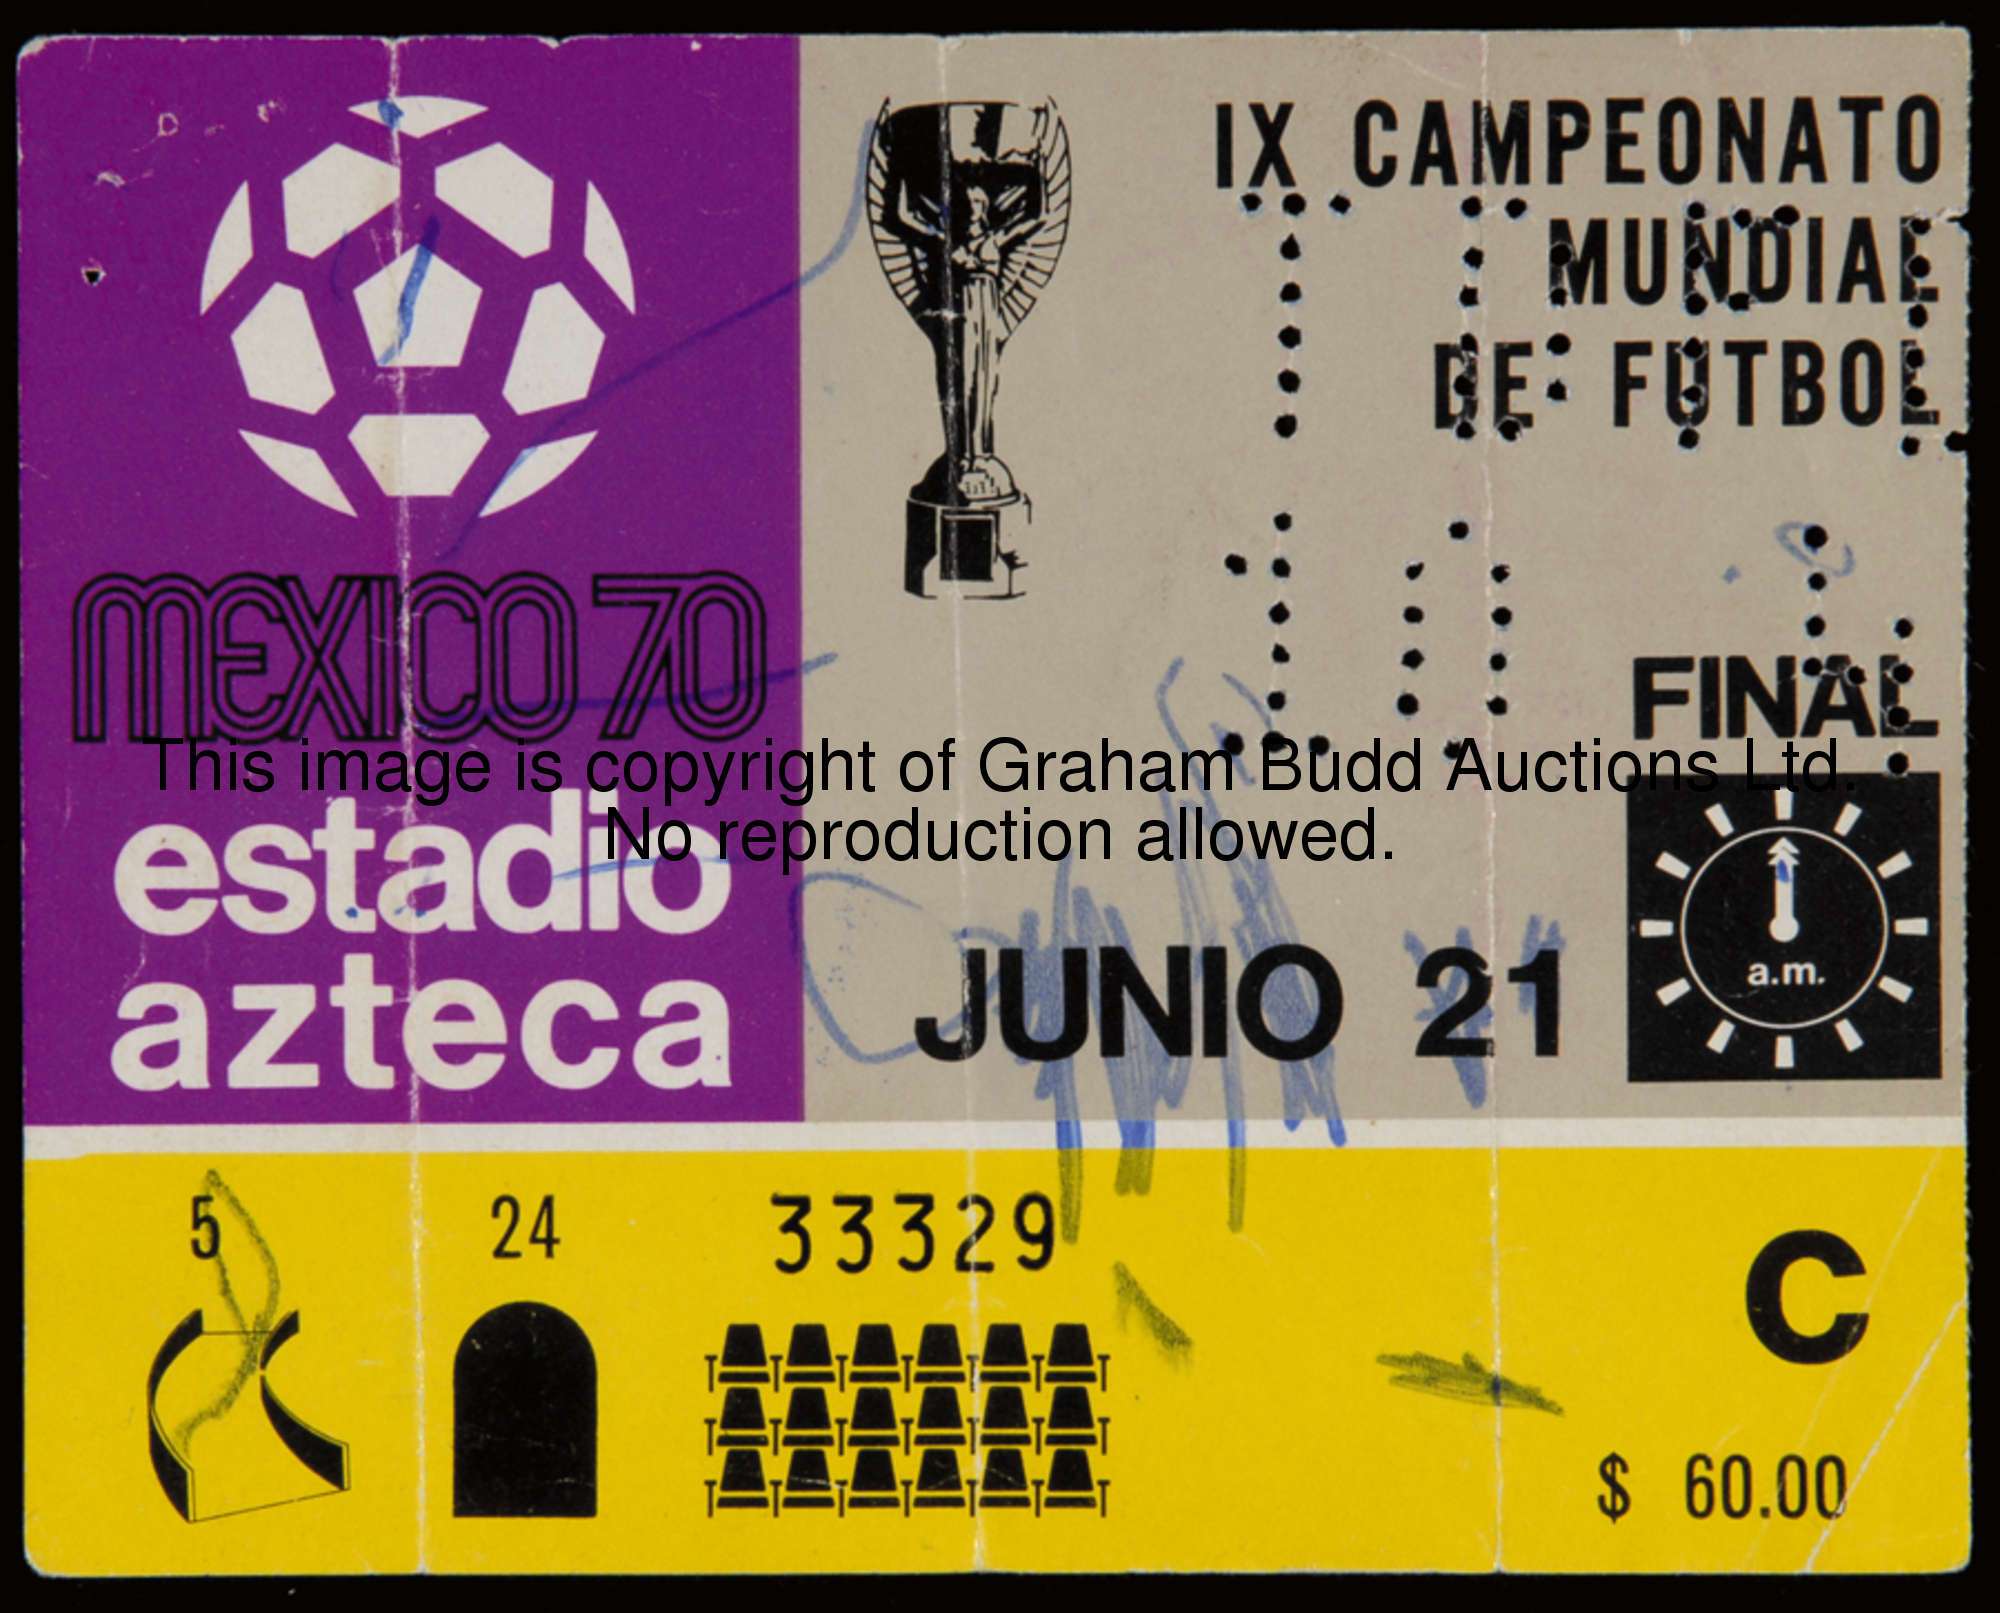 IX CAMPEONATO
MUNDIAL
DE FUTBOL
MEXICO 70
FINAL
This image is copyright of Graham Budd Auctions Ltd.
No reproduction allowed.
estadio
azteca
JUNIO 21
a.m.
5
24
33329
C
$ 60.00